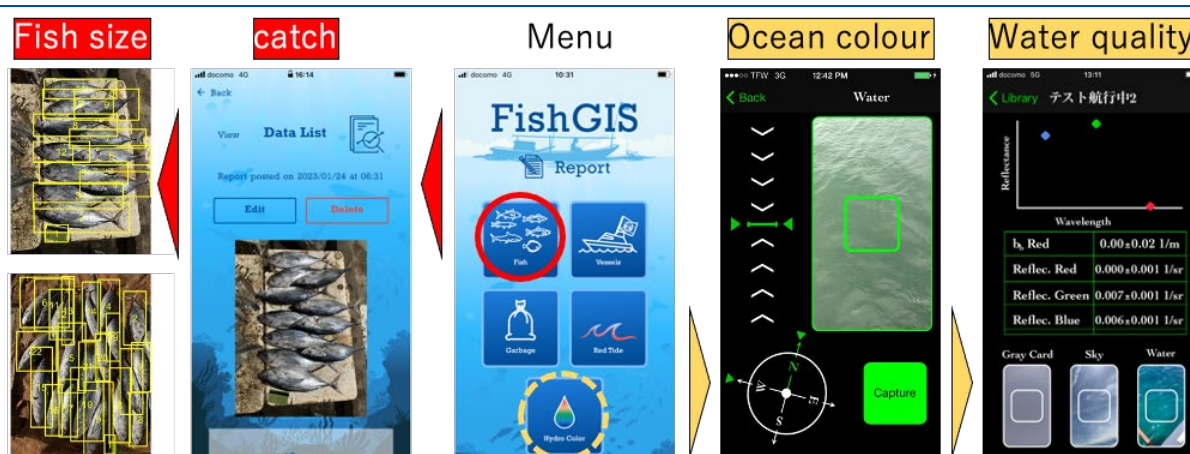 Fish size
catch
Menu
Ocean colour
Water quality
docomo 4G 16:14
Back
View
Data List
Report posted on 2023/01/24 at 06:31
Edit
Delete
docomo 4G 10:31
FishGIS
Report
Fish
Vessels
Garbage
Red Tide
Hydro Color
TFW 3G 12:42 PM
Back
Water
N
W
E
S
Capture
docomo 5G 13:11
Library テスト航行中2
Reflectance
Wavelength
b, Red 0.00±0.02 1/m
Reflec. Red 0.000±0.001 1/sr
Reflec. Green 0.007±0.001 1/sr
Reflec. Blue 0.006±0.001 1/sr
Gray Card Sky Water